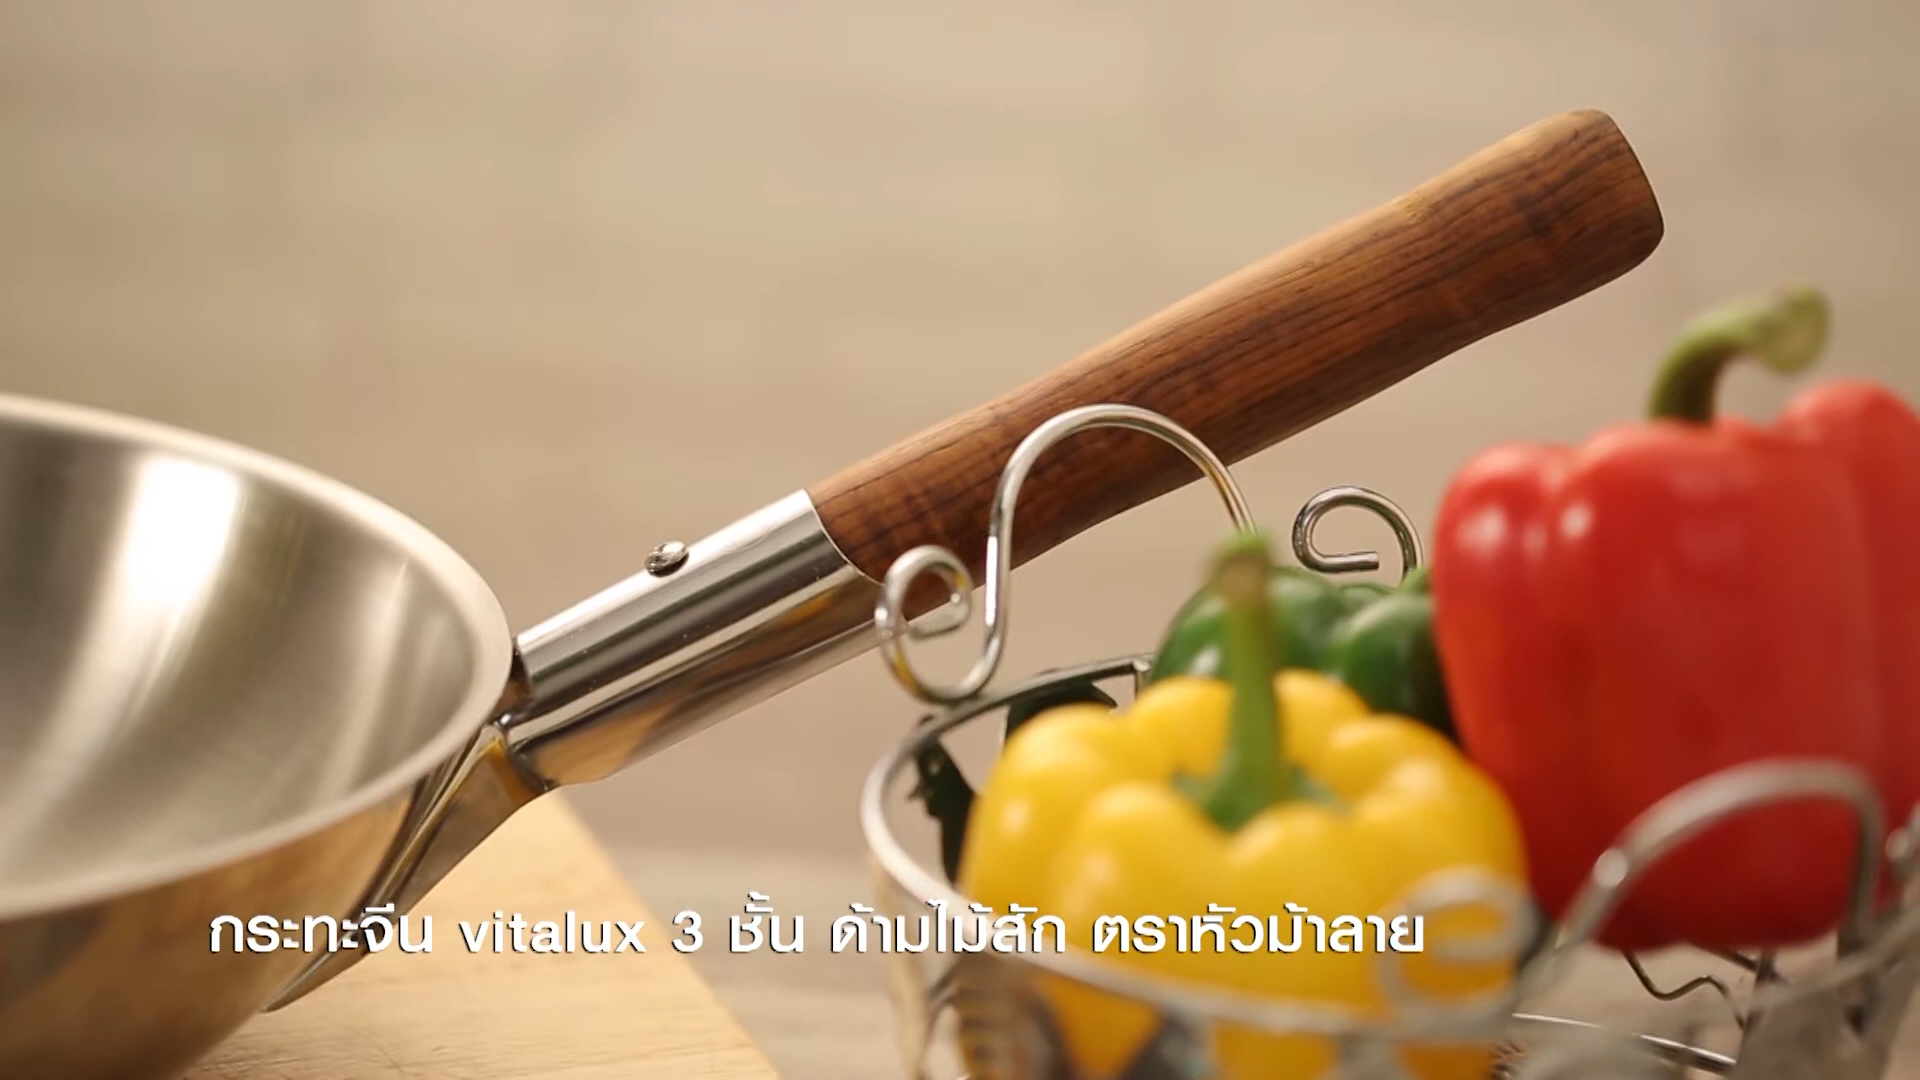 กระทะจีน vitalux 3 ชั้น ด้ามไม้สัก ตราหัวม้าลาย